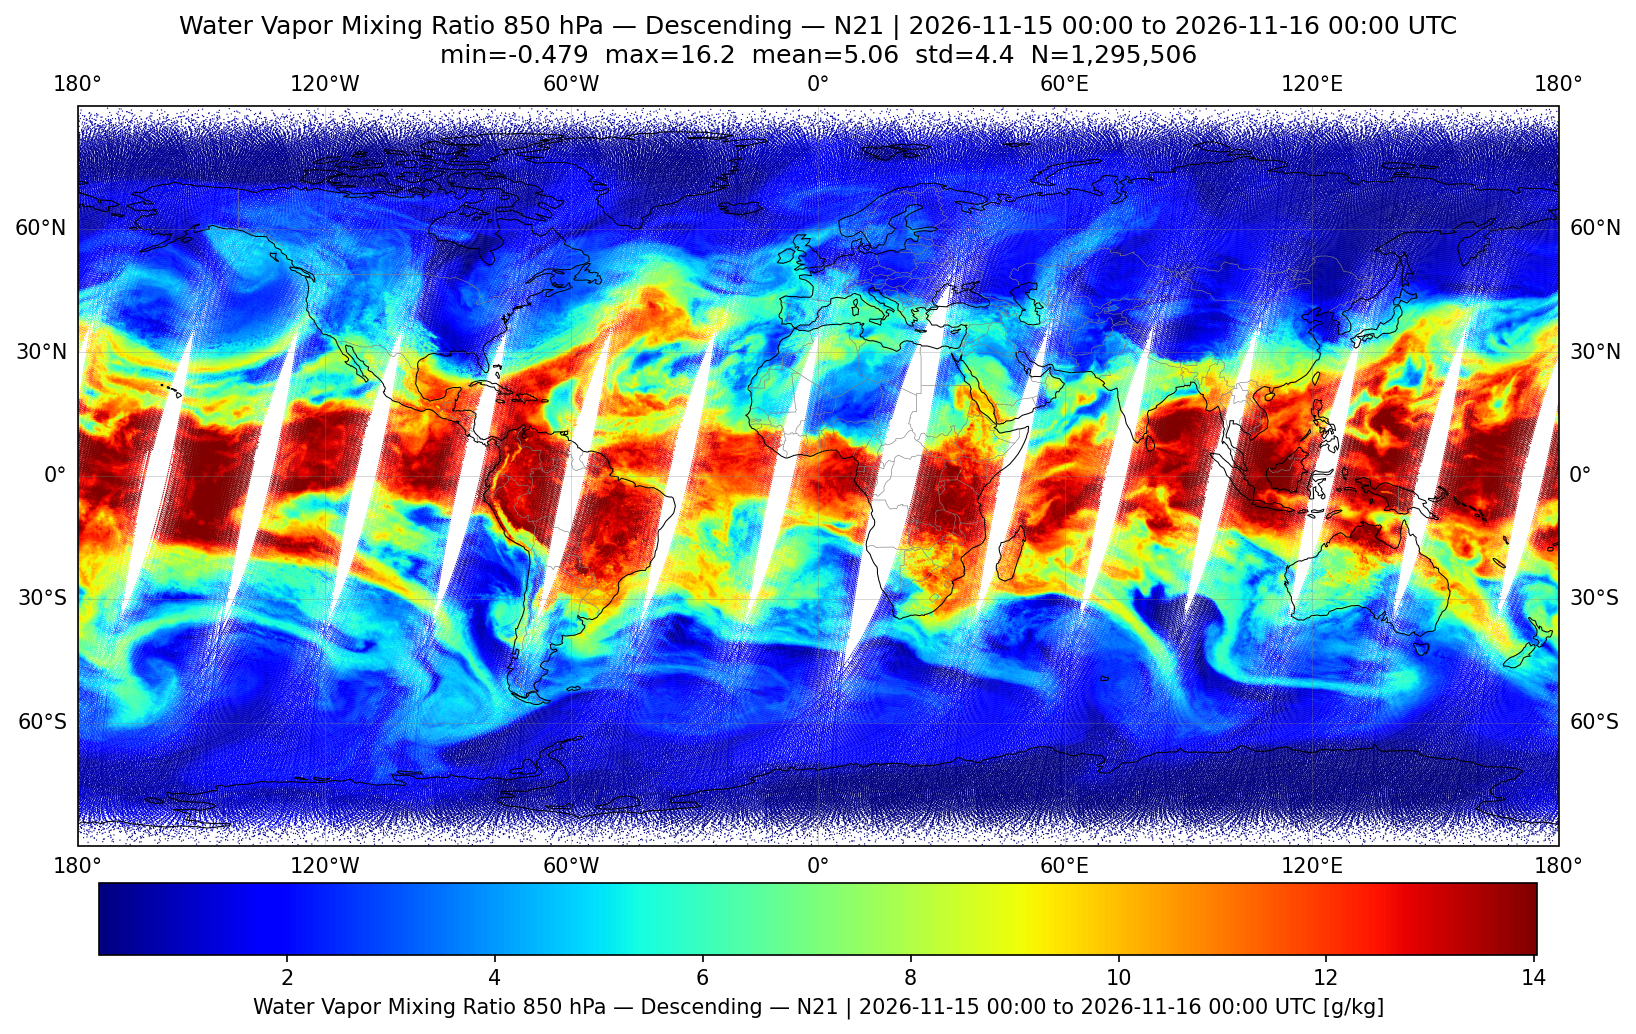 Water Vapor Mixing Ratio 850 hPa — Descending — N21 | 2026-11-15 00:00 to 2026-11-16 00:00 UTC
min=-0.479 max=16.2 mean=5.06 std=4.4 N=1,295,506
180° 120°W 60°W 0° 60°E 120°E 180°
60°N 60°N
30°N 30°N
0° 0°
30°S 30°S
60°S 60°S
180° 120°W 60°W 0° 60°E 120°E 180°
2 4 6 8 10 12 14
Water Vapor Mixing Ratio 850 hPa — Descending — N21 | 2026-11-15 00:00 to 2026-11-16 00:00 UTC [g/kg]